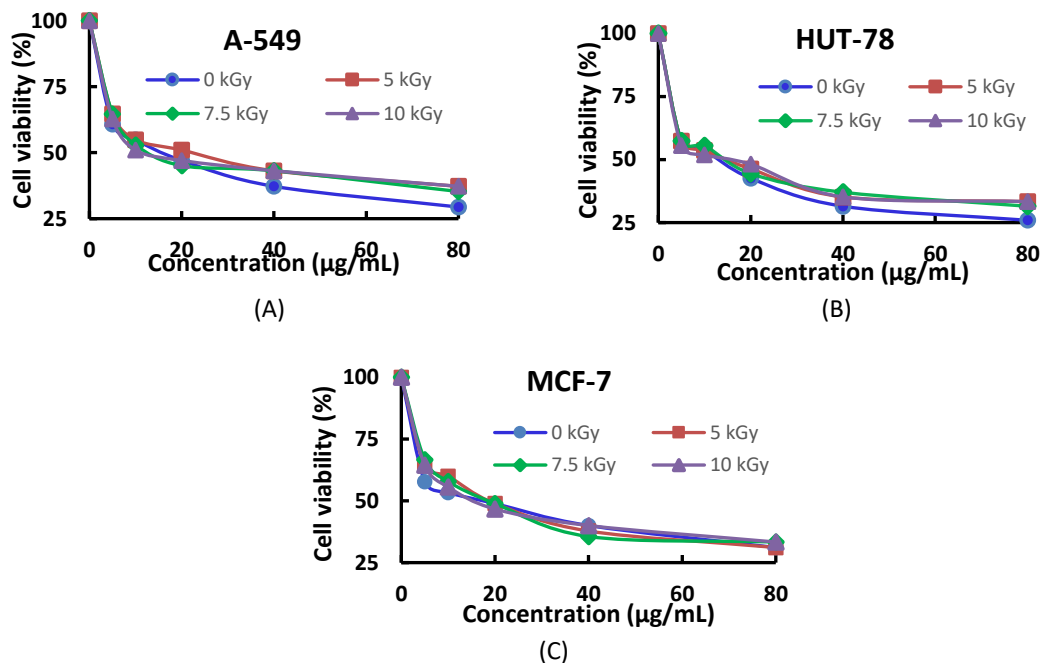 A-549
Cell viability (%)
100
75
50
25
0 kGy
5 kGy
7.5 kGy
10 kGy
0
20
40
60
80
Concentration (µg/mL)
(A)
HUT-78
Cell viability (%)
100
75
50
25
0 kGy
5 kGy
7.5 kGy
10 kGy
0
20
40
60
80
Concentration (µg/mL)
(B)
MCF-7
Cell viability (%)
100
75
50
25
0 kGy
5 kGy
7.5 kGy
10 kGy
0
20
40
60
80
Concentration (µg/mL)
(C)